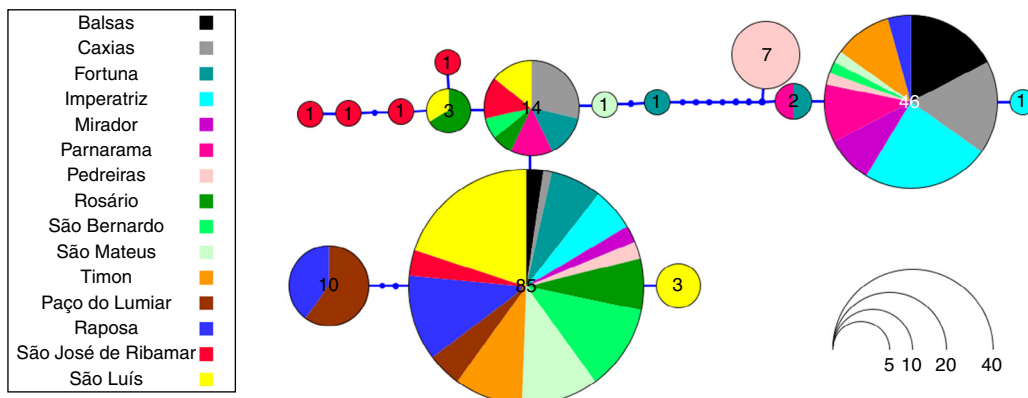 Balsas
Caxias
Fortuna
Imperatriz
Mirador
Parnarama
Pedreiras
Rosário
São Bernardo
São Mateus
Timon
Paço do Lumiar
Raposa
São José de Ribamar
São Luís
1
7
1 1 1 3 14 1 1 2 46 1
10 85 3
5 10 20 40